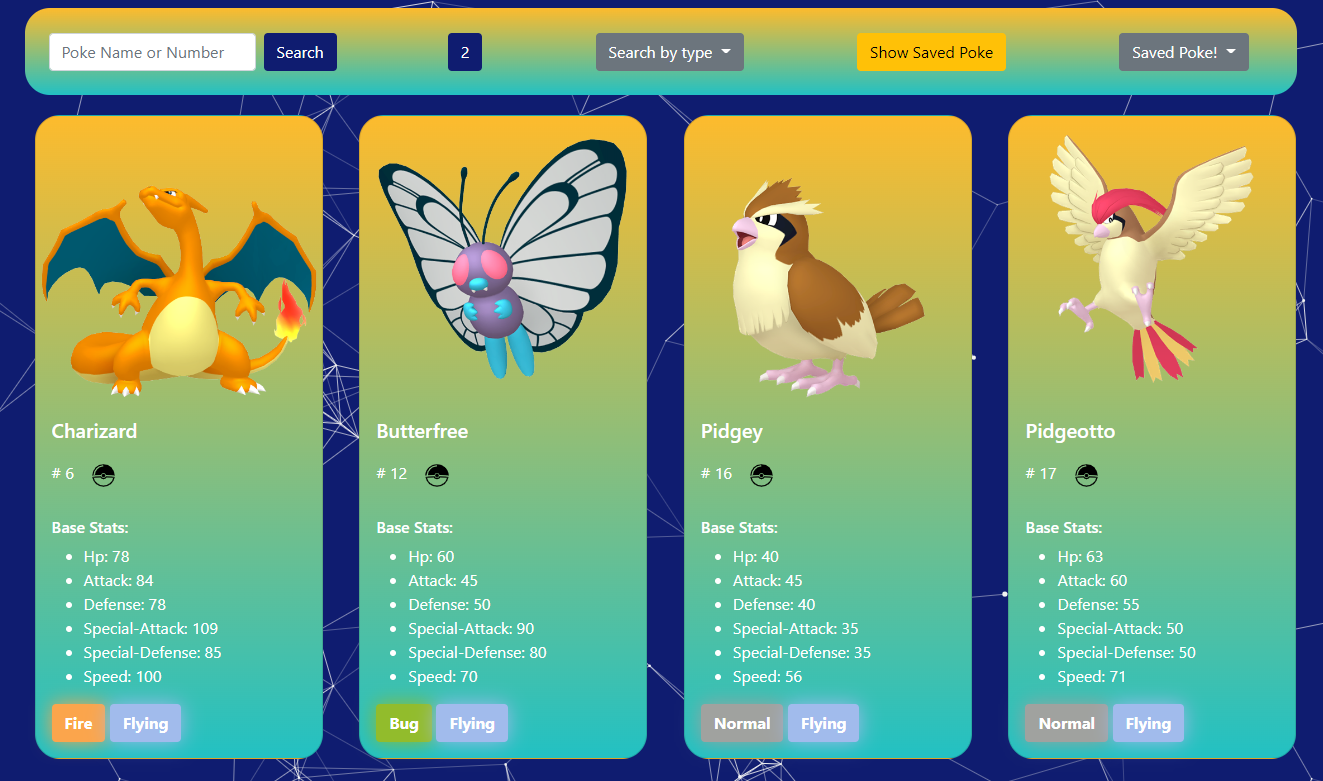 Poke Name or Number Search 2 Search by type Show Saved Poke Saved Poke!
Charizard
# 6
Base Stats:
Hp: 78
Attack: 84
Defense: 78
Special-Attack: 109
Special-Defense: 85
Speed: 100
Fire Flying
Butterfree
# 12
Base Stats:
Hp: 60
Attack: 45
Defense: 50
Special-Attack: 90
Special-Defense: 80
Speed: 70
Bug Flying
Pidgey
# 16
Base Stats:
Hp: 40
Attack: 45
Defense: 40
Special-Attack: 35
Special-Defense: 35
Speed: 56
Normal Flying
Pidgeotto
# 17
Base Stats:
Hp: 63
Attack: 60
Defense: 55
Special-Attack: 50
Special-Defense: 50
Speed: 71
Normal Flying